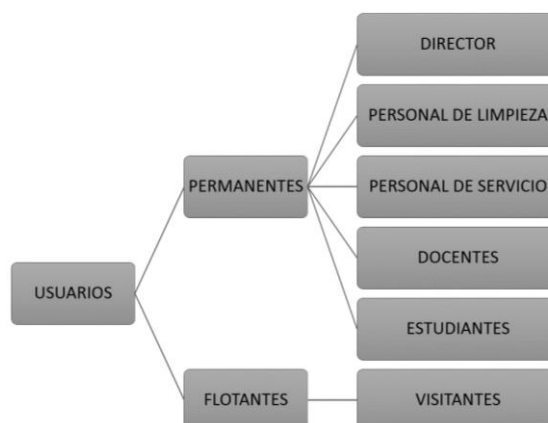 DIRECTOR
PERSONAL DE LIMPIEZA
PERMANENTES
PERSONAL DE SERVICIO
DOCENTES
USUARIOS
ESTUDIANTES
FLOTANTES
VISITANTES